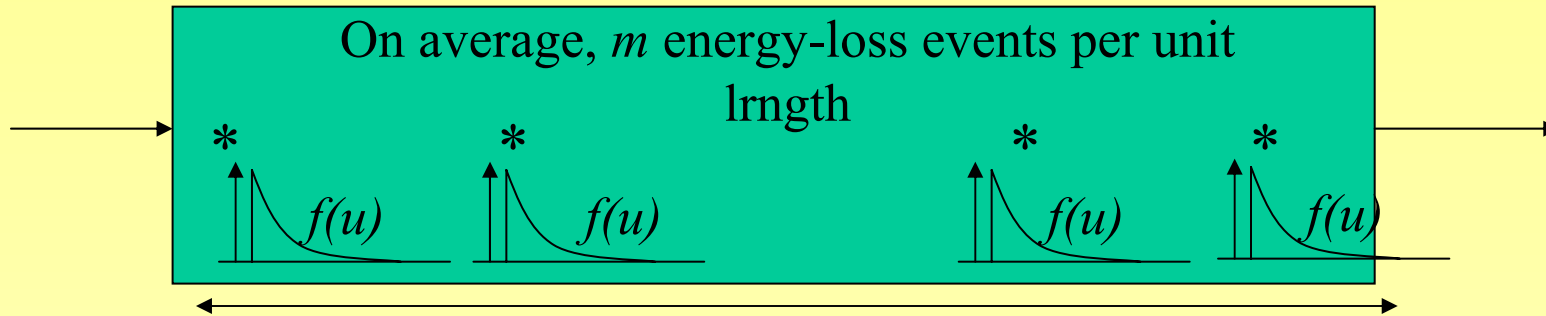 On average, m energy-loss events per unit
lrngth
* * * *
f(u) f(u) f(u) f(u)